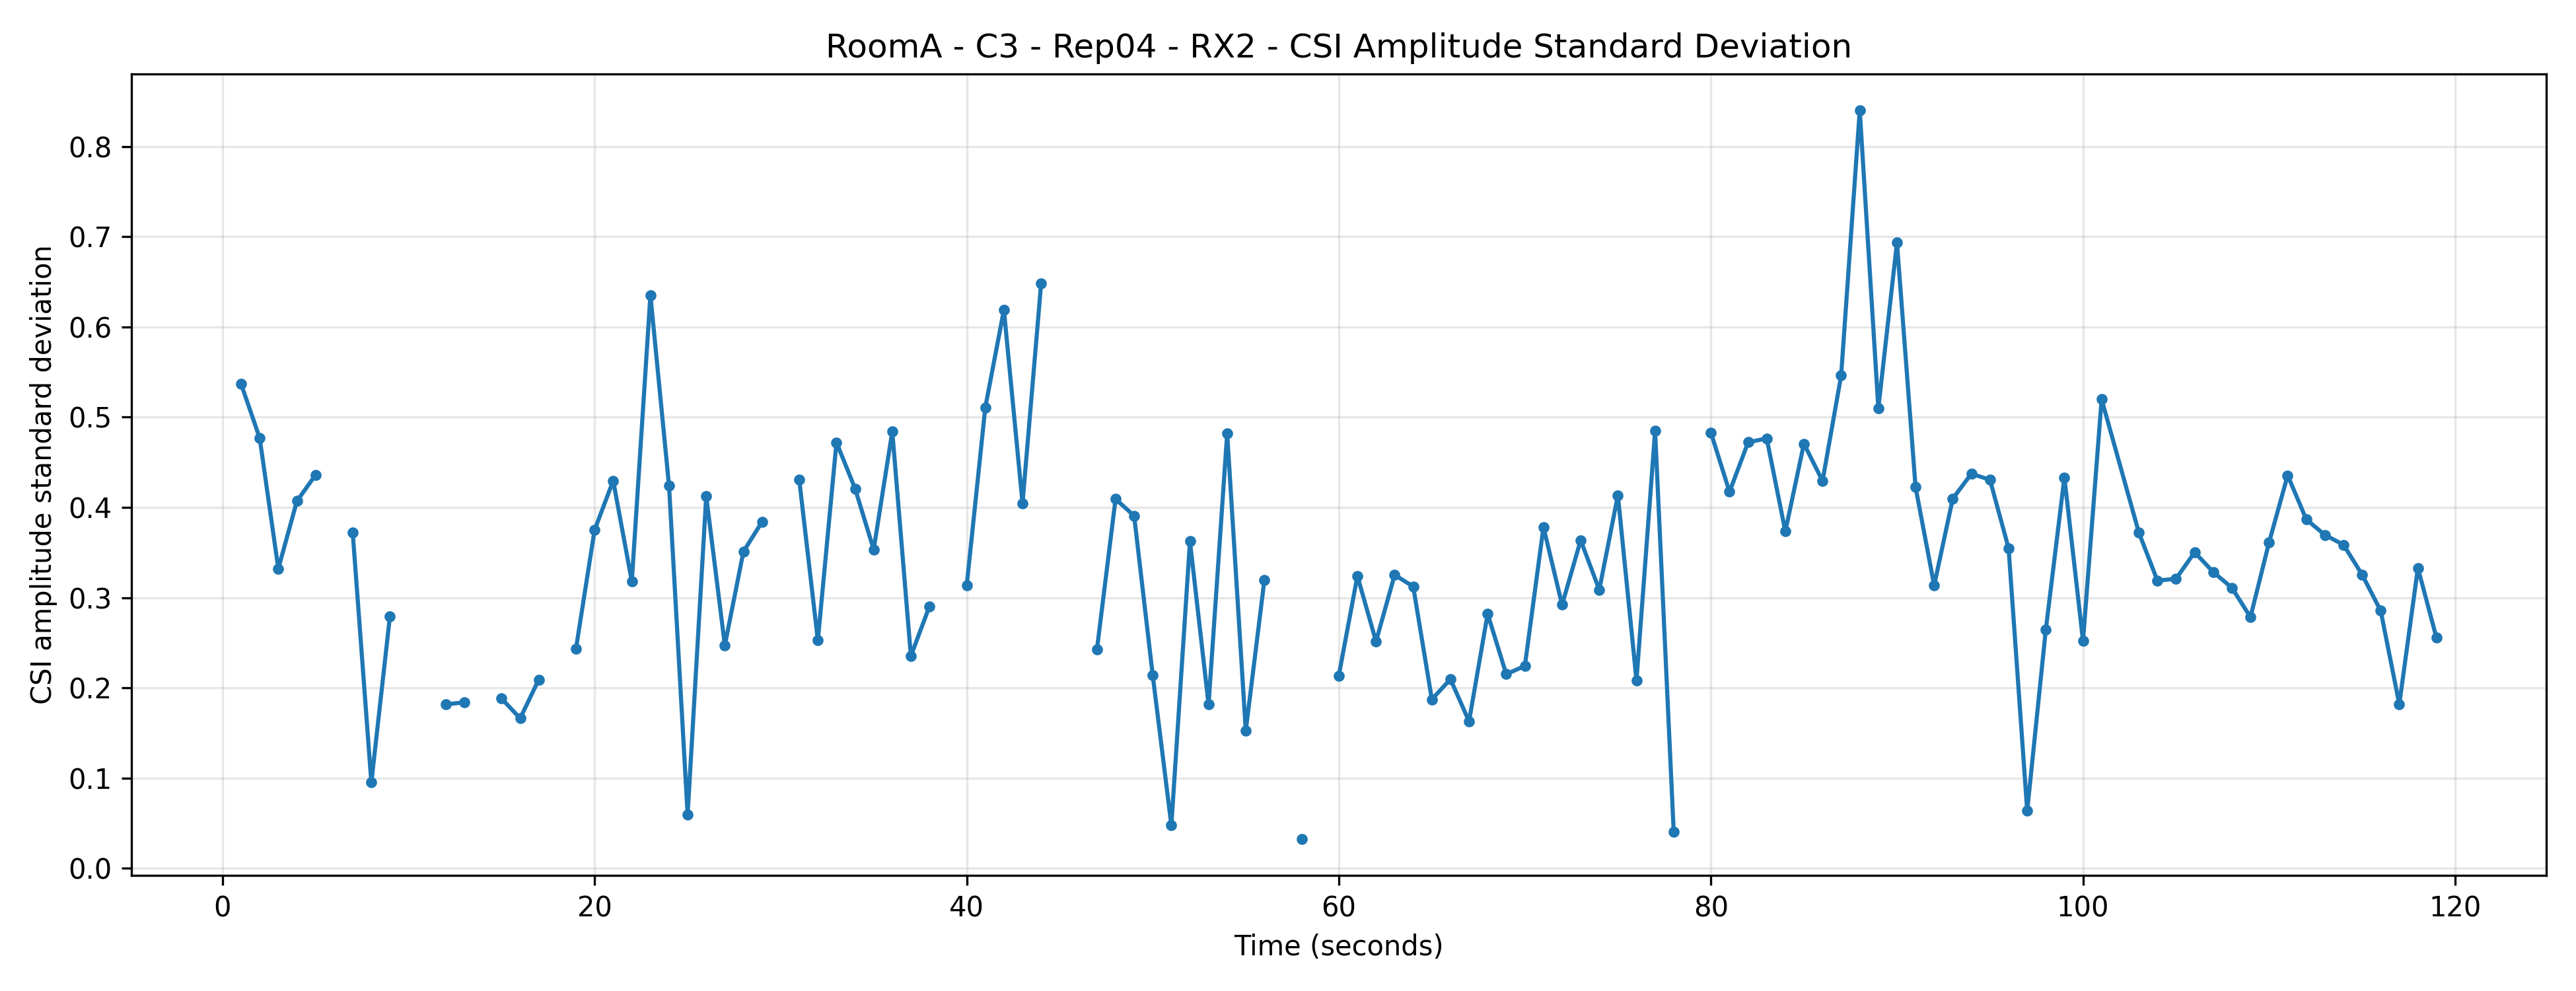 RoomA - C3 - Rep04 - RX2 - CSI Amplitude Standard Deviation
CSI amplitude standard deviation
0.8
0.7
0.6
0.5
0.4
0.3
0.2
0.1
0.0
0 20 40 60 80 100 120
Time (seconds)